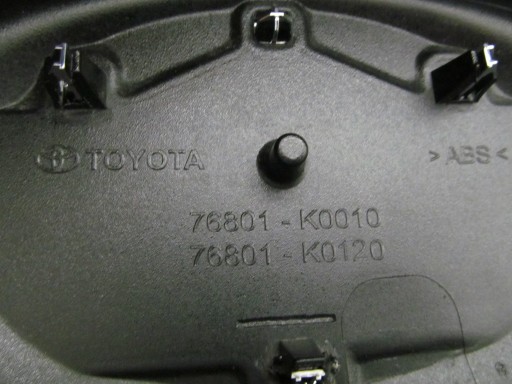 TOYOTA
> ABS <
76801 - K0010
76801 - K0120